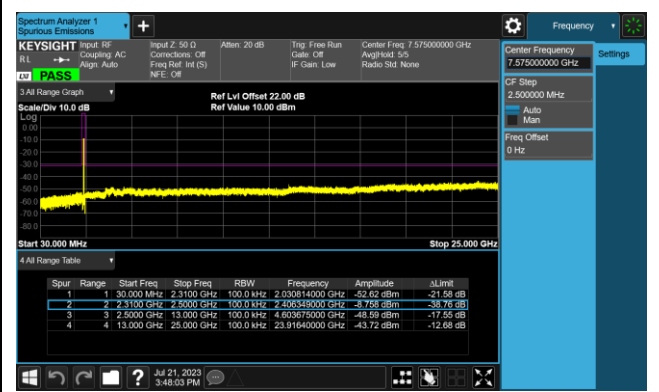 Spectrum Analyzer 1
Spurious Emissions
Frequency
KEYSIGHT Input: RF Input Z: 50 Ω Atten: 20 dB Trig: Free Run Center Freq: 7.575000000 GHz
RL Coupling: AC Corrections: Off Gate: Off Avg|Hold: 5/5
Align: Auto Freq Ref: Int (S) IF Gain: Low Radio Std: None
NFE: Off
LXI PASS
Center Frequency
7.575000000 GHz
Settings
CF Step
2.500000 MHz
Auto
Man
Freq Offset
0 Hz
3 All Range Graph
Ref Lvl Offset 22.00 dB
Scale/Div 10.0 dB Ref Value 10.00 dBm
Log
0.00
-10.0
-20.0
-30.0
-40.0
-50.0
-60.0
-70.0
-80.0
Start 30.000 MHz Stop 25.000 GHz
4 All Range Table
Spur Range Start Freq Stop Freq RBW Frequency Amplitude ΔLimit
1 1 30.000 MHz 2.3100 GHz 100.0 kHz 2.030814000 GHz -52.62 dBm -21.58 dB
2 2 2.3100 GHz 2.5000 GHz 100.0 kHz 2.406349000 GHz -8.758 dBm -38.76 dB
3 3 2.5000 GHz 13.000 GHz 100.0 kHz 4.603675000 GHz -48.59 dBm -17.55 dB
4 4 13.000 GHz 25.000 GHz 100.0 kHz 23.91640000 GHz -43.72 dBm -12.68 dB
Jul 21, 2023
3:48:03 PM